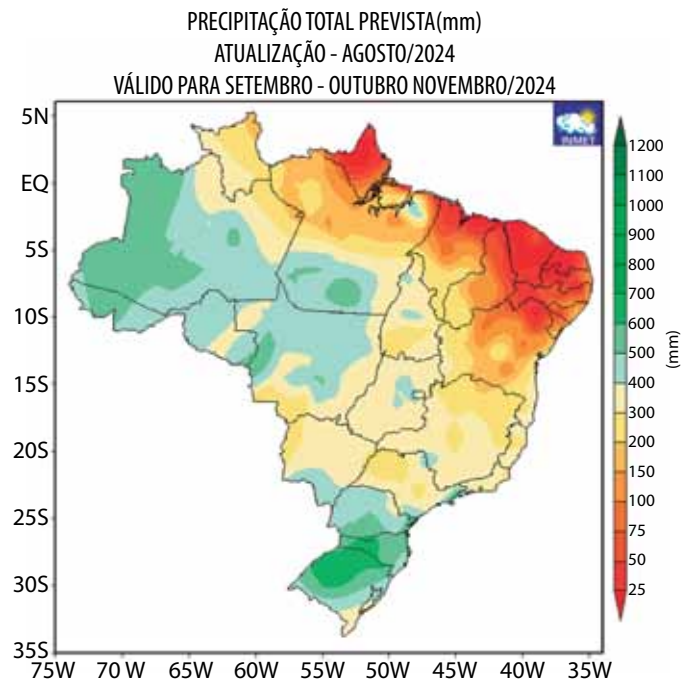 PRECIPITAÇÃO TOTAL PREVISTA(mm)
ATUALIZAÇÃO - AGOSTO/2024
VÁLIDO PARA SETEMBRO - OUTUBRO NOVEMBRO/2024
INMET
5N
EQ
5S
10S
15S
20S
25S
30S
35S
75W 70 W 65W 60W 55W 50W 45W 40W 35W
1200
1100
1000
900
800
700
600
500
400
300
200
150
100
75
50
25
(mm)